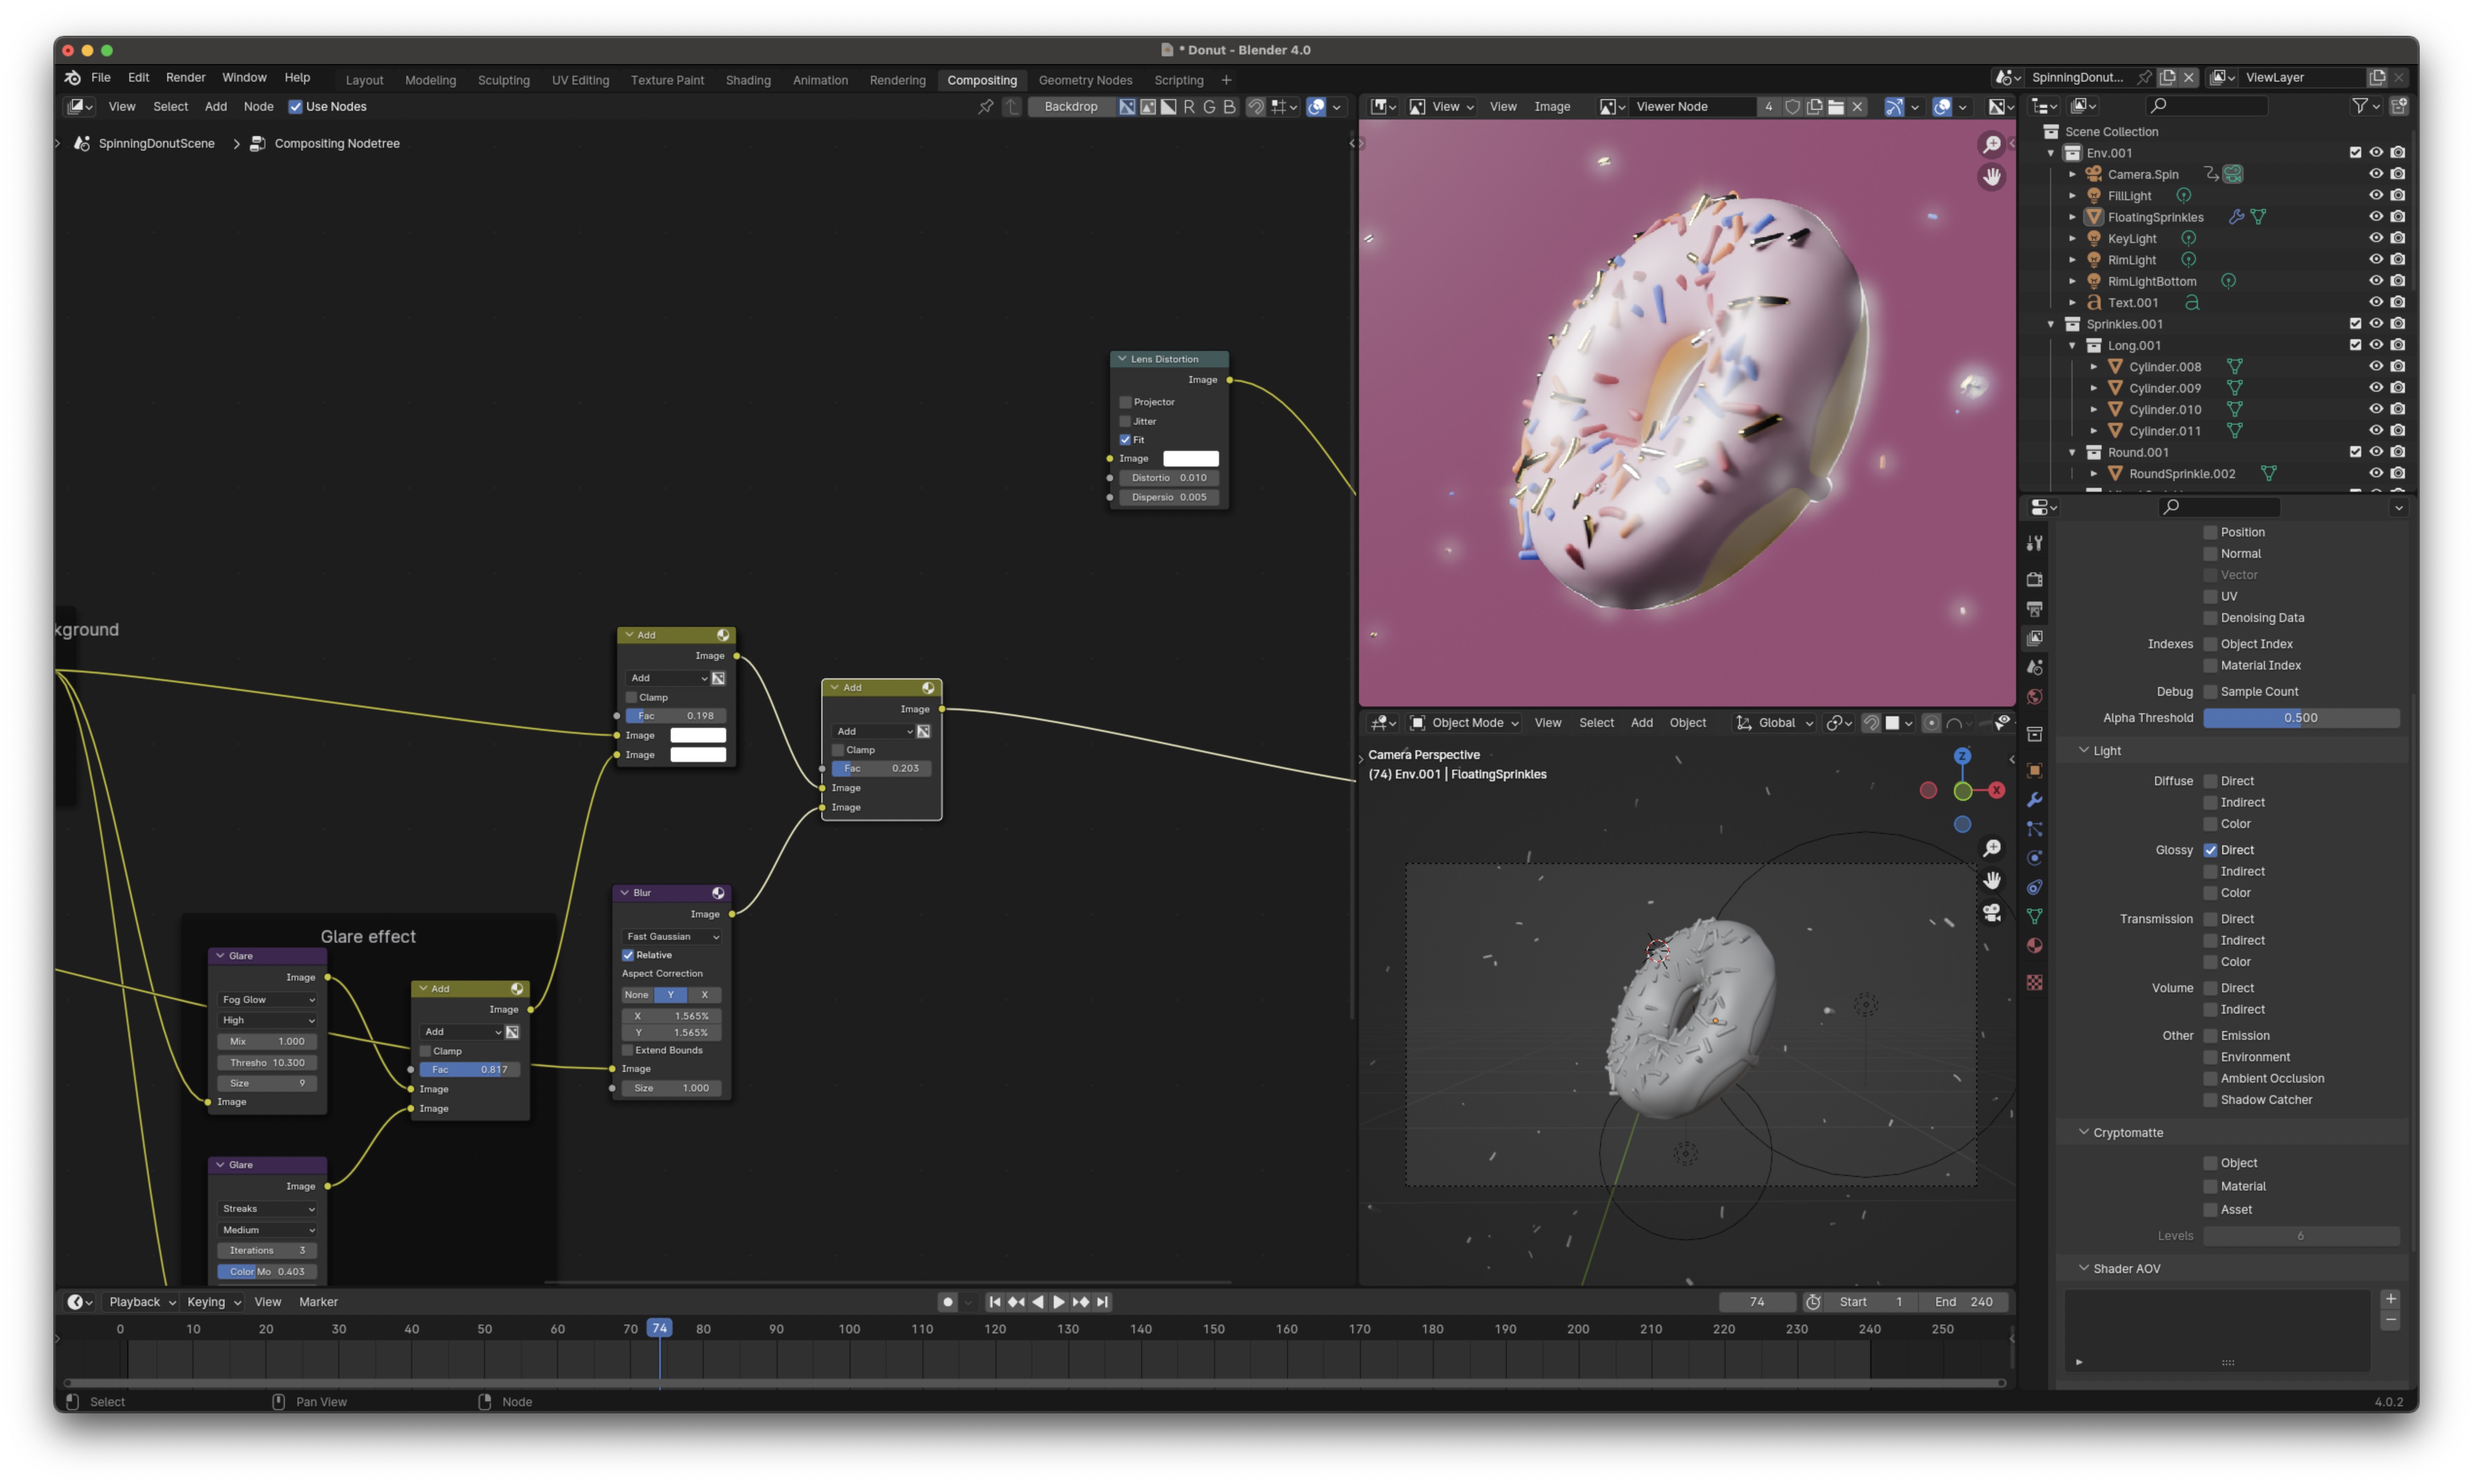 * Donut - Blender 4.0
File Edit Render Window Help Layout Modeling Sculpting UV Editing Texture Paint Shading Animation Rendering Compositing Geometry Nodes Scripting + SpinningDonut... ViewLayer
View Select Add Node Use Nodes Backdrop R G B
SpinningDonutScene > Compositing Nodetree
kground
Lens Distortion
Image
Projector
Jitter
Fit
Image
Distortio 0.010
Dispersio 0.005
Add
Image
Add
Clamp
Fac 0.198
Image
Image
Add
Image
Add
Clamp
Fac 0.203
Image
Image
Blur
Image
Fast Gaussian
Relative
Aspect Correction
None Y X
X 1.565%
Y 1.565%
Extend Bounds
Image
Size 1.000
Glare effect
Glare
Image
Fog Glow
High
Mix 1.000
Thresho 10.300
Size 9
Image
Add
Image
Add
Clamp
Fac 0.817
Image
Image
Glare
Image
Streaks
Medium
Iterations 3
Color Mo 0.403
View View Image Viewer Node 4
Object Mode View Select Add Object Global
Camera Perspective
(74) Env.001 | FloatingSprinkles
Z
X
Scene Collection
Env.001
Camera.Spin
FillLight
FloatingSprinkles
KeyLight
RimLight
RimLightBottom
Text.001
Sprinkles.001
Long.001
Cylinder.008
Cylinder.009
Cylinder.010
Cylinder.011
Round.001
RoundSprinkle.002
Position
Normal
Vector
UV
Denoising Data
Indexes Object Index
Material Index
Debug Sample Count
Alpha Threshold 0.500
Light
Diffuse Direct
Indirect
Color
Glossy Direct
Indirect
Color
Transmission Direct
Indirect
Color
Volume Direct
Indirect
Other Emission
Environment
Ambient Occlusion
Shadow Catcher
Cryptomatte
Object
Material
Asset
Levels 6
Shader AOV
Playback Keying View Marker 74 Start 1 End 240
0 10 20 30 40 50 60 70 74 80 90 100 110 120 130 140 150 160 170 180 190 200 210 220 230 240 250
Select Pan View Node 4.0.2